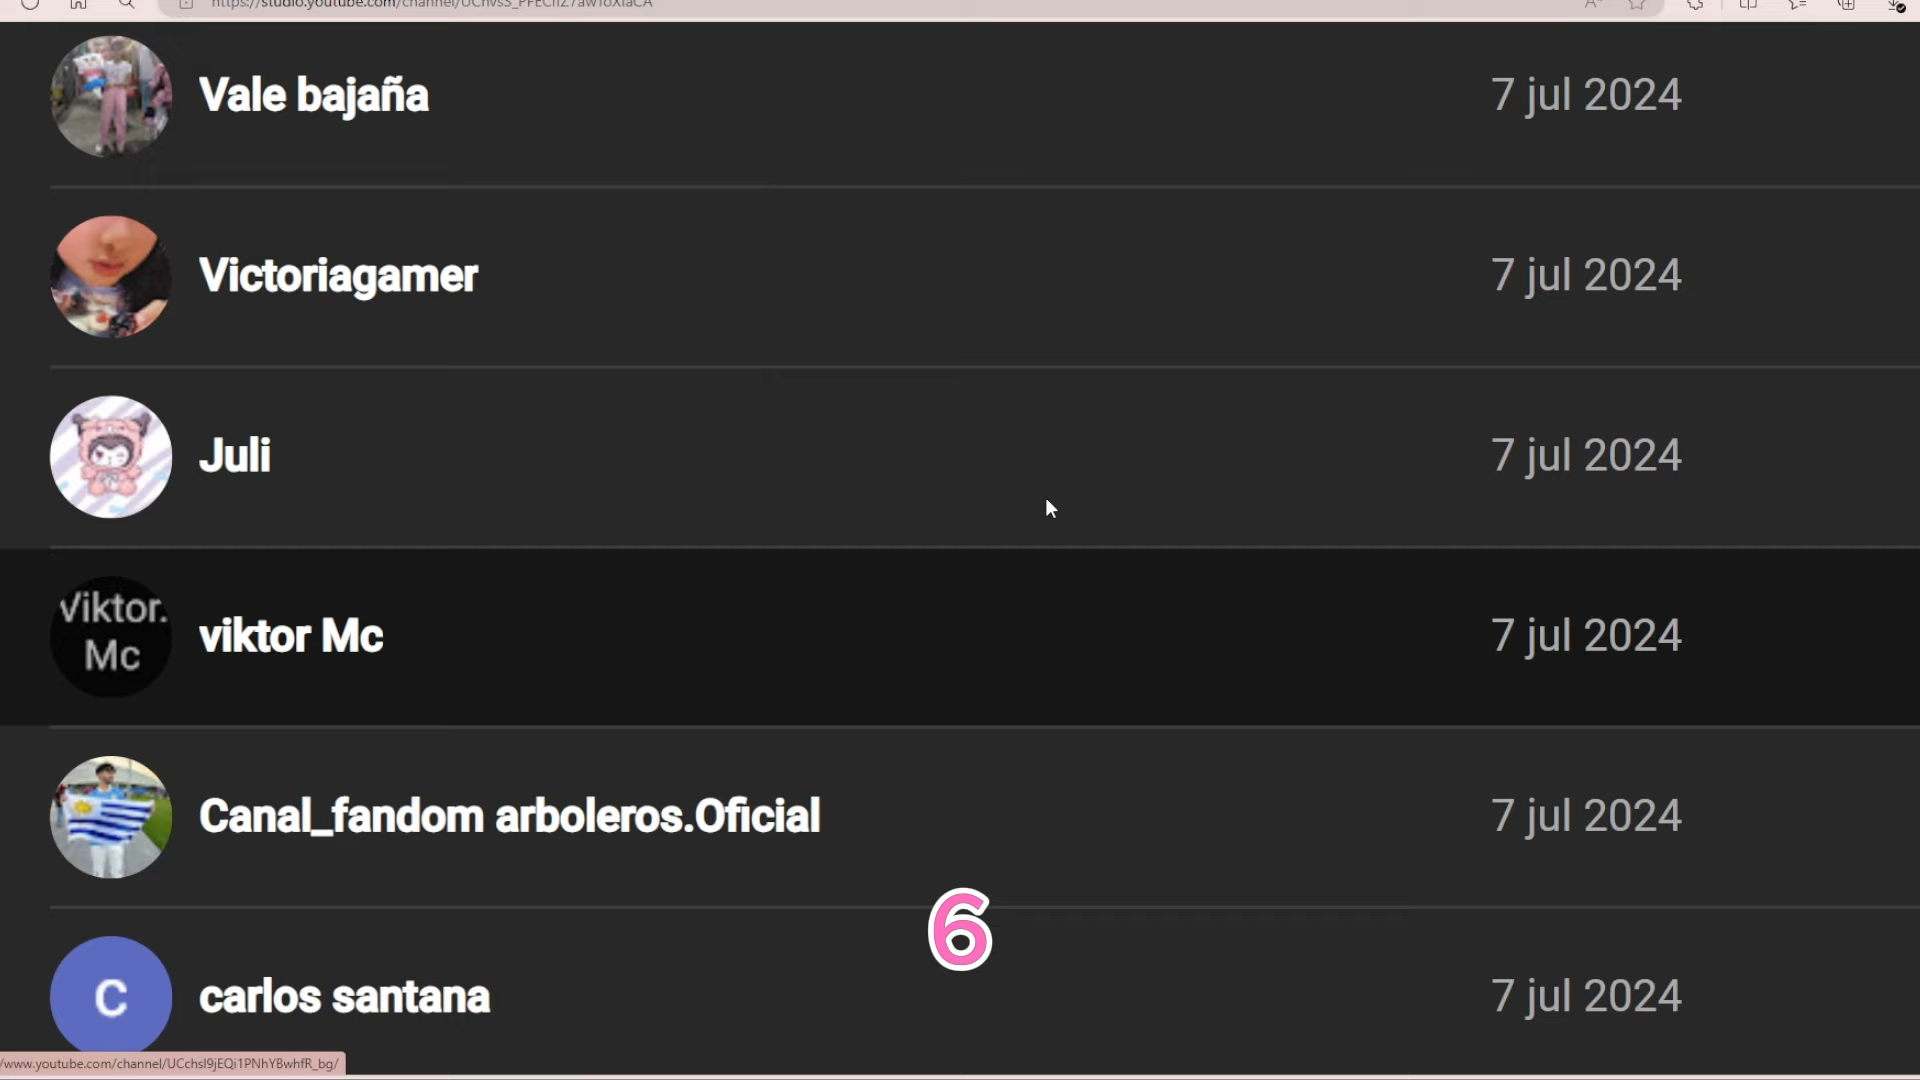 Vale bajaña
7 jul 2024
Victoriagamer
7 jul 2024
Juli
7 jul 2024
Viktor.
Mc
viktor Mc
7 jul 2024
Canal_fandom arboleros.Oficial
7 jul 2024
6
C
carlos santana
7 jul 2024
/www.youtube.com/channel/UCchsI9jEQi1PNhYBwhfR_bg/